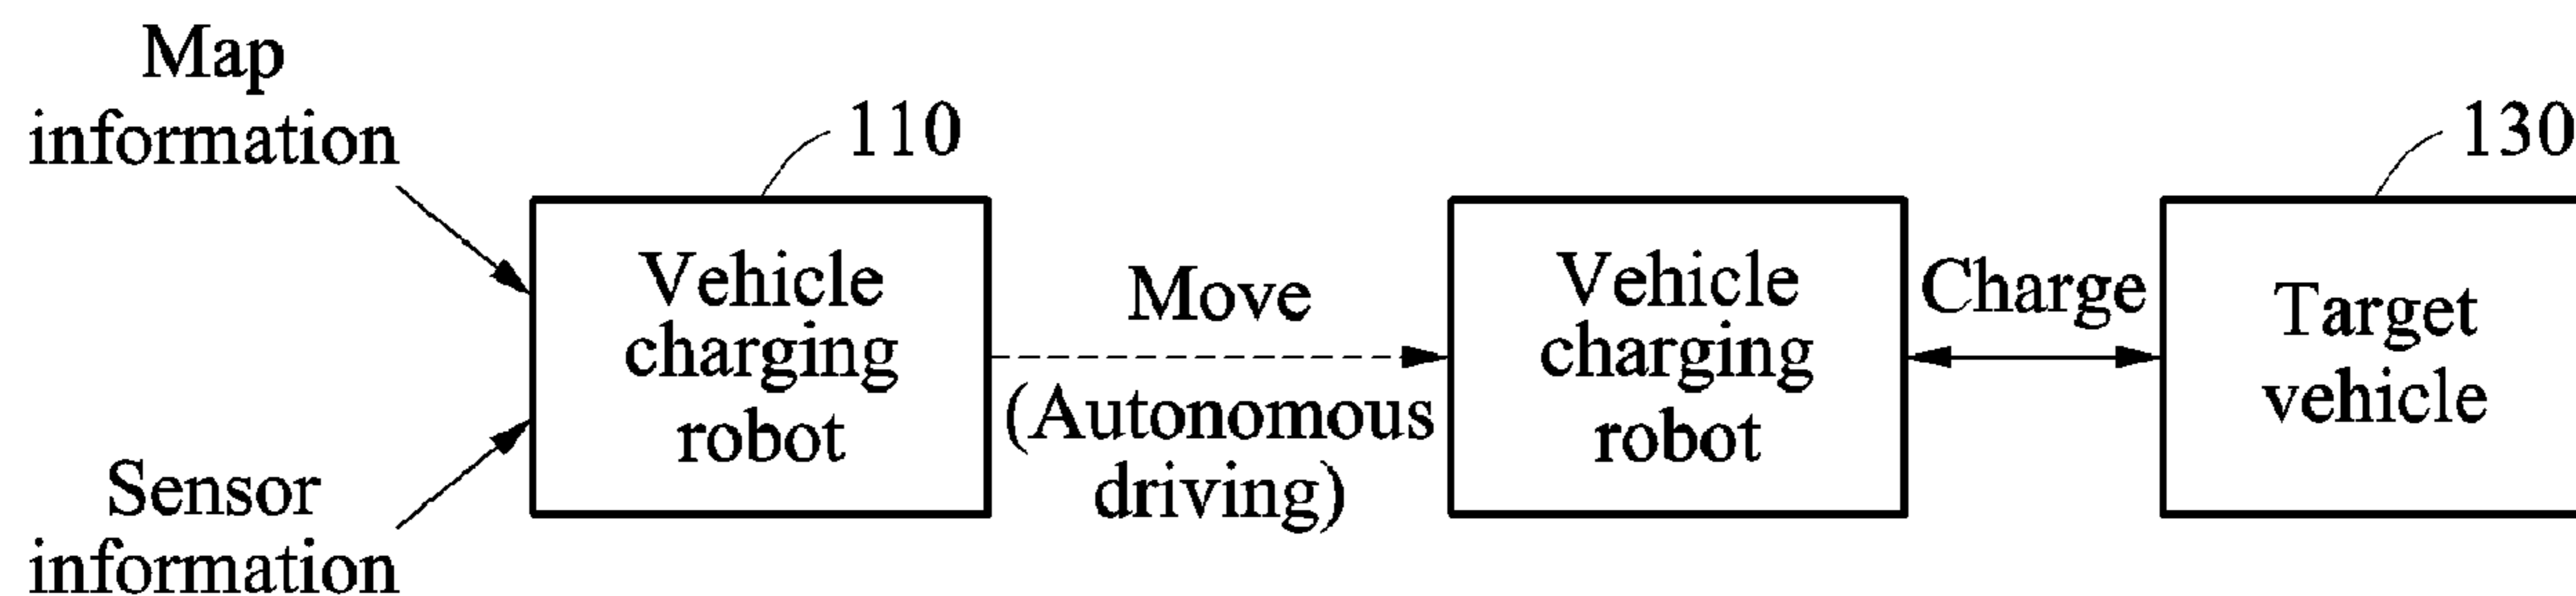 Map
information
110
130
Vehicle
charging
robot
Move
(Autonomous
driving)
Vehicle
charging
robot
Charge
Target
vehicle
Sensor
information